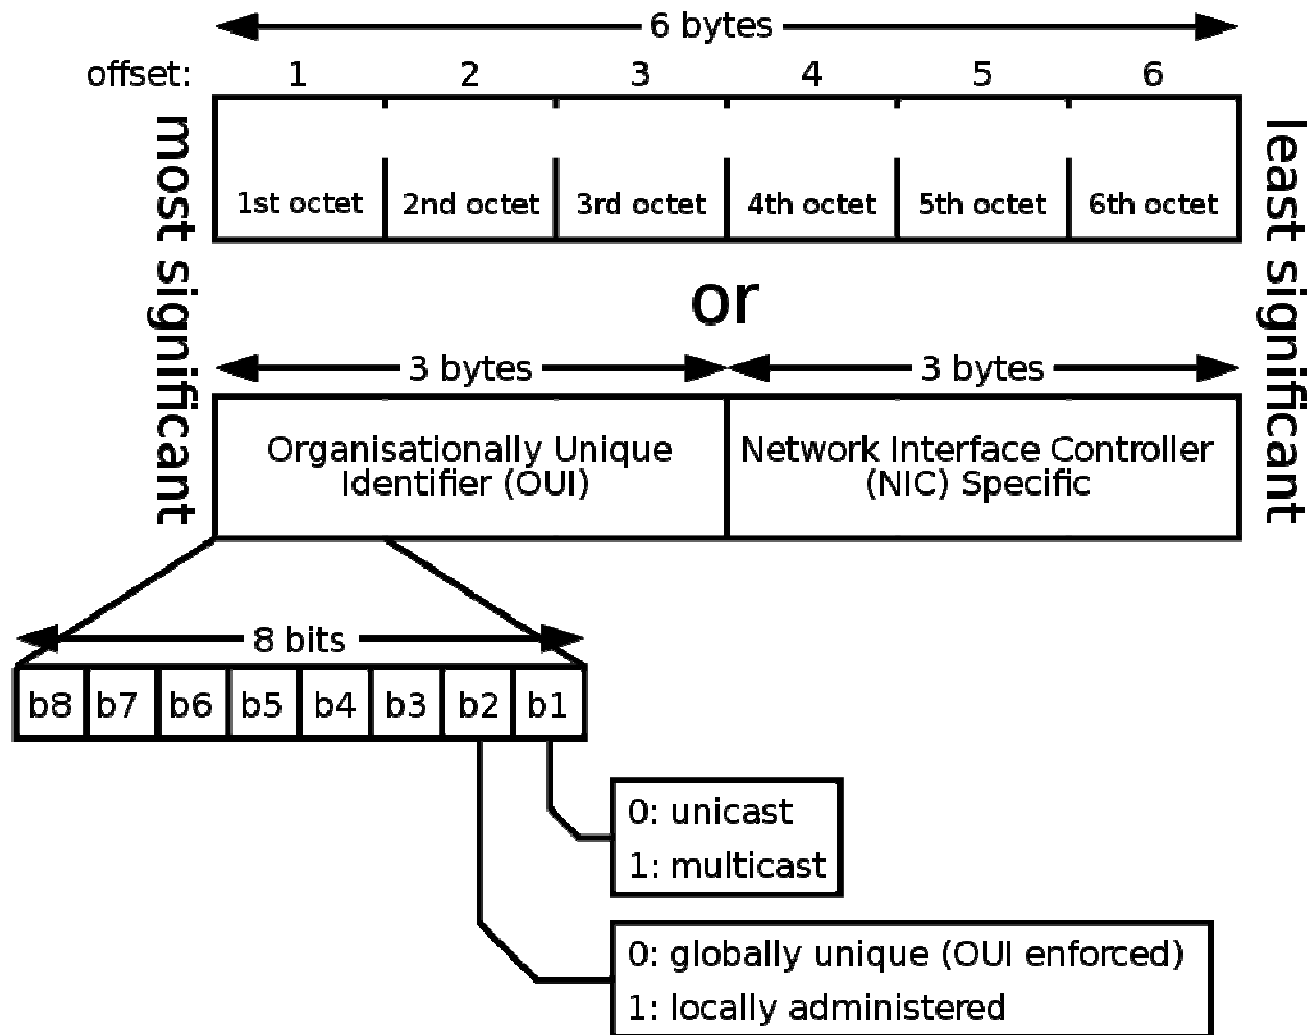 6 bytes
offset: 1 2 3 4 5 6
most significant
least significant
1st octet 2nd octet 3rd octet 4th octet 5th octet 6th octet
or
3 bytes 3 bytes
Organisationally Unique
Identifier (OUI)
Network Interface Controller
(NIC) Specific
8 bits
b8 b7 b6 b5 b4 b3 b2 b1
0: unicast
1: multicast
0: globally unique (OUI enforced)
1: locally administered